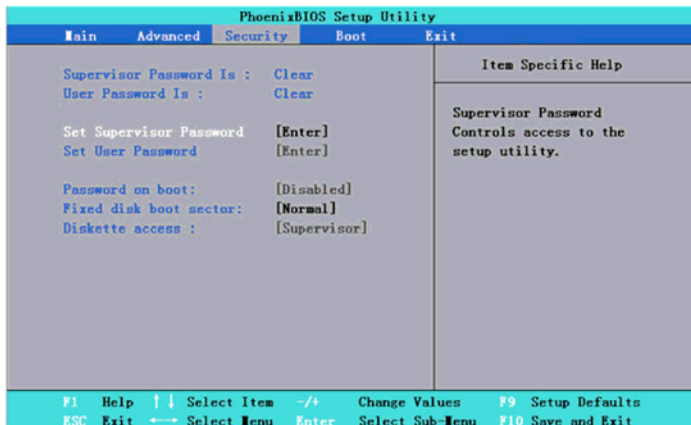 PhoenixBIOS Setup Utility
Main Advanced Security Boot Exit
Item Specific Help
Supervisor Password Is : Clear
User Password Is : Clear
Set Supervisor Password [Enter]
Set User Password [Enter]
Password on boot: [Disabled]
Fixed disk boot sector: [Normal]
Diskette access : [Supervisor]
Supervisor Password
Controls access to the
setup utility.
F1 Help ↑↓ Select Item -/+ Change Values F9 Setup Defaults
ESC Exit ←→ Select Menu Enter Select Sub-Menu F10 Save and Exit